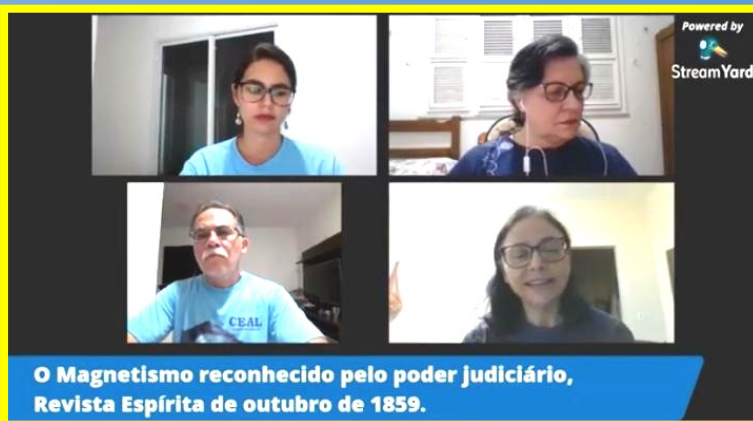 Powered by
StreamYard
CEAL
O Magnetismo reconhecido pelo poder judiciário,
Revista Espírita de outubro de 1859.